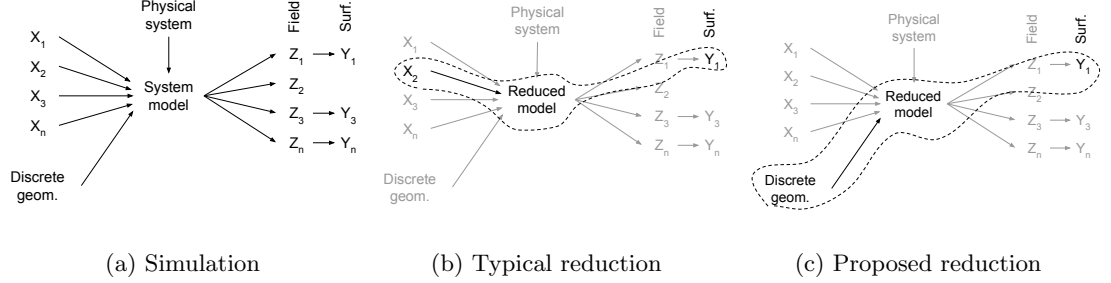 Physical
system
Field
Surf.
X1
X2
X3
Xn
System
model
Z1
Y1
Z2
Z3
Y3
Zn
Yn
Discrete
geom.
(a) Simulation
Physical
system
Field
Surf.
X1
X2
X3
Xn
Reduced
model
Z1
Y1
Z2
Z3
Y3
Zn
Yn
Discrete
geom.
(b) Typical reduction
Physical
system
Field
Surf.
X1
X2
X3
Xn
Reduced
model
Z1
Y1
Z2
Z3
Y3
Zn
Yn
Discrete
geom.
(c) Proposed reduction